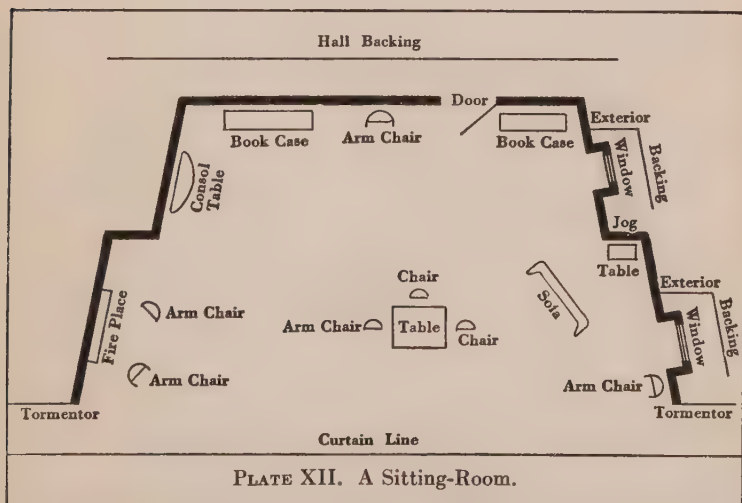 Hall Backing
Door
Exterior
Book Case
Arm Chair
Book Case
Window
Backing
Consol
Table
Jog
Table
Chair
Sofa
Exterior
Fire Place
Arm Chair
Arm Chair
Table
Chair
Window
Backing
Arm Chair
Arm Chair
Tormentor
Tormentor
Curtain Line
PLATE XII. A Sitting-Room.